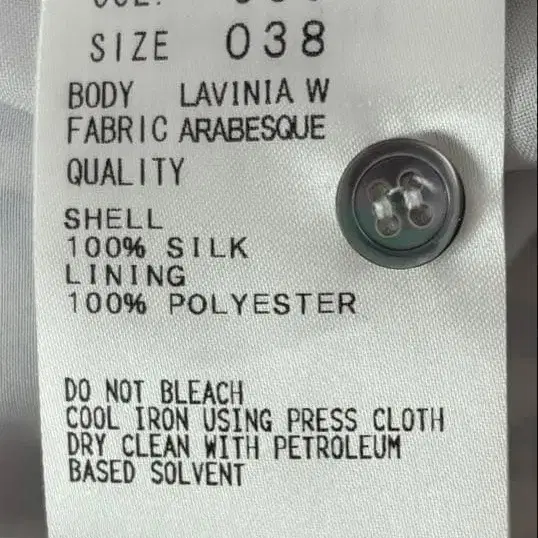 SIZE 038
BODY LAVINIA W
FABRIC ARABESQUE
QUALITY
SHELL
100% SILK
LINING
100% POLYESTER
DO NOT BLEACH
COOL IRON USING PRESS CLOTH
DRY CLEAN WITH PETROLEUM
BASED SOLVENT